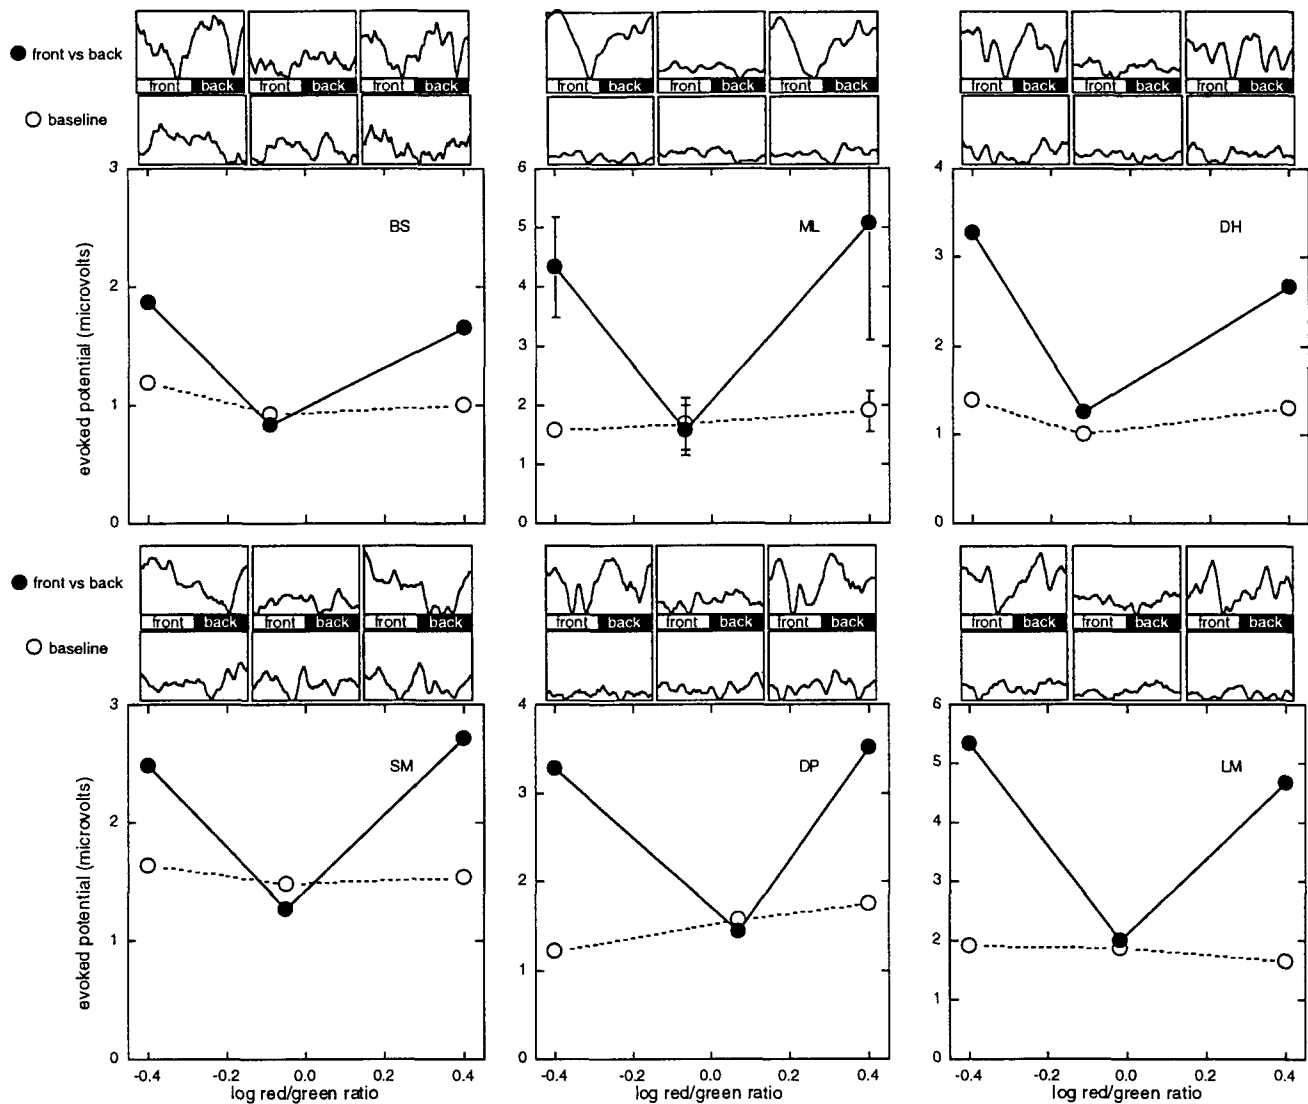 front vs back
front back front back front back
front back front back front back
front back front back front back
baseline
evoked potential (microvolts)
3
2
1
0
BS
6
5
4
3
2
1
0
ML
4
3
2
1
0
DH
front vs back
front back front back front back
front back front back front back
front back front back front back
baseline
evoked potential (microvolts)
3
2
1
0
SM
-0.4 -0.2 0.0 0.2 0.4
log red/green ratio
4
3
2
1
0
DP
-0.4 -0.2 0.0 0.2 0.4
log red/green ratio
6
5
4
3
2
1
0
LM
-0.4 -0.2 0.0 0.2 0.4
log red/green ratio